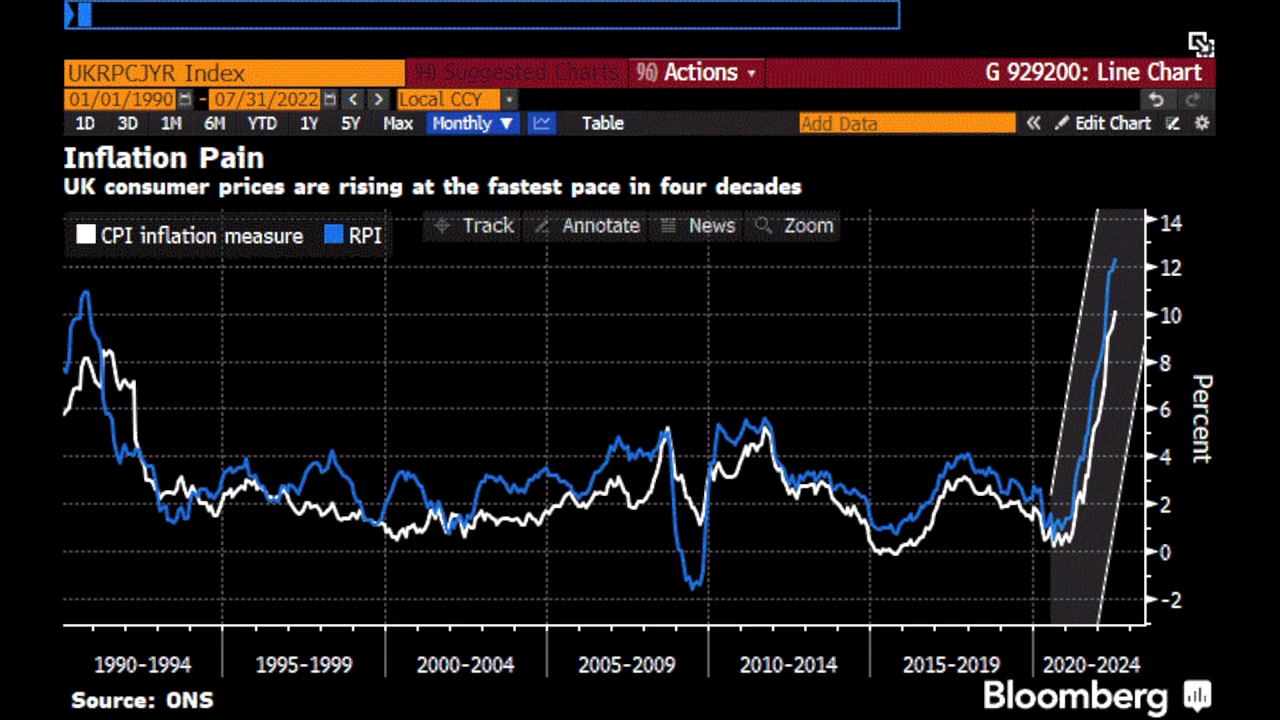 UKRPCJYR Index
94) Suggested Charts
96) Actions
G 929200: Line Chart
01/01/1990 - 07/31/2022 Local CCY
1D 3D 1M 6M YTD 1Y 5Y Max Monthly ▼ Table Add Data « Edit Chart
Inflation Pain
UK consumer prices are rising at the fastest pace in four decades
Track Annotate News Zoom
CPI inflation measure RPI
14
12
10
8
6
4
2
0
-2
Percent
1990-1994 1995-1999 2000-2004 2005-2009 2010-2014 2015-2019 2020-2024
Source: ONS
Bloomberg